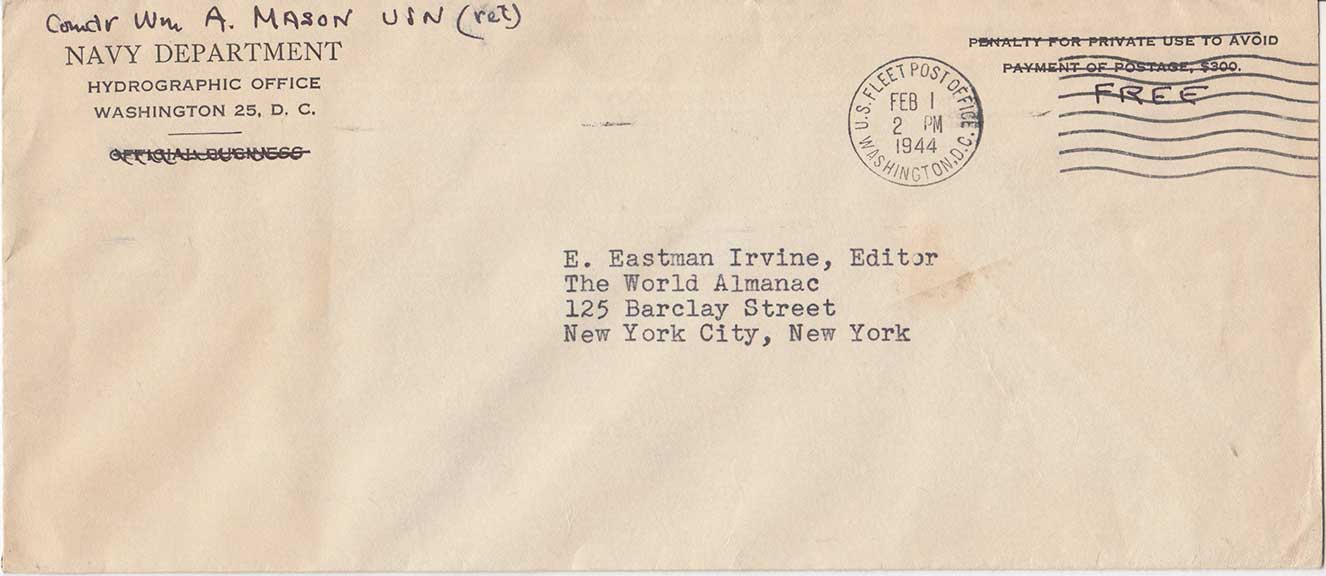 Comdr Wm A. MASON USN (ret)
NAVY DEPARTMENT
HYDROGRAPHIC OFFICE
WASHINGTON 25, D. C.
OFFICIAL BUSINESS
PENALTY FOR PRIVATE USE TO AVOID
PAYMENT OF POSTAGE, $300.
FREE
U.S. FLEET POST OFFICE
FEB 1
2 PM
1944
WASHINGTON, D.C.
E. Eastman Irvine, Editor
The World Almanac
125 Barclay Street
New York City, New York